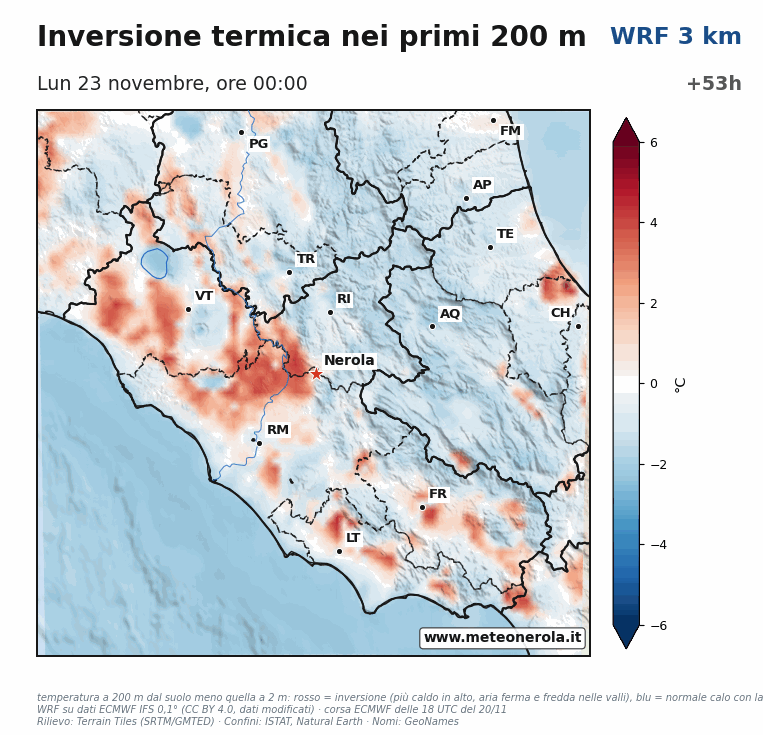 Inversione termica nei primi 200 m WRF 3 km
Lun 23 novembre, ore 00:00 +53h
FM
PG
AP
TE
TR
VT
RI
AQ
CH
Nerola
RM
FR
LT
www.meteonerola.it
6
4
2
0
−2
−4
−6
°C
temperatura a 200 m dal suolo meno quella a 2 m: rosso = inversione (più caldo in alto, aria ferma e fredda nelle valli), blu = normale calo con la
WRF su dati ECMWF IFS 0,1° (CC BY 4.0, dati modificati) · corsa ECMWF delle 18 UTC del 20/11
Rilievo: Terrain Tiles (SRTM/GMTED) · Confini: ISTAT, Natural Earth · Nomi: GeoNames